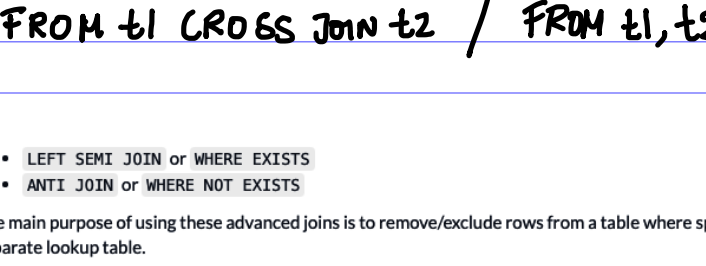 FROM t1 CROSS JOIN t2 / FROM t1,
LEFT SEMI JOIN or WHERE EXISTS
ANTI JOIN or WHERE NOT EXISTS
main purpose of using these advanced joins is to remove/exclude rows from a table where
lookup table.